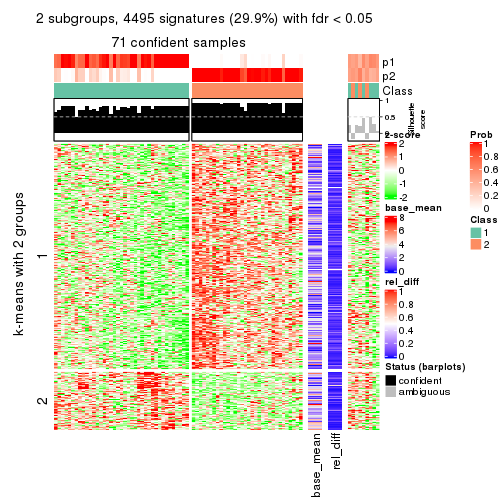 2 subgroups, 4495 signatures (29.9%) with fdr < 0.05
71 confident samples
p1
p2
Class
1
0.5
0
Silhouette score
k-means with 2 groups
1
2
base_mean
rel_diff
z-score
2
1
0
-1
-2
base_mean
8
6
4
2
0
rel_diff
1
0.8
0.6
0.4
0.2
0
Status (barplots)
confident
ambiguous
Prob
1
0.8
0.6
0.4
0.2
0
Class
1
2